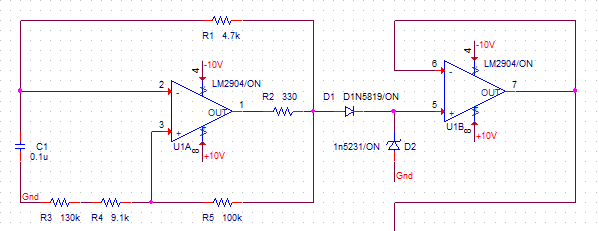 R1 4.7k
-10V
4
LM2904/ON
2
-
OUT
1
3
+
U1A
8
+10V
R2 330
D1 D1N5819/ON
-10V
4
LM2904/ON
6
-
OUT
7
5
+
U1B
8
+10V
1n5231/ON D2
Gnd
C1
0.1u
Gnd
R3 130k R4 9.1k R5 100k